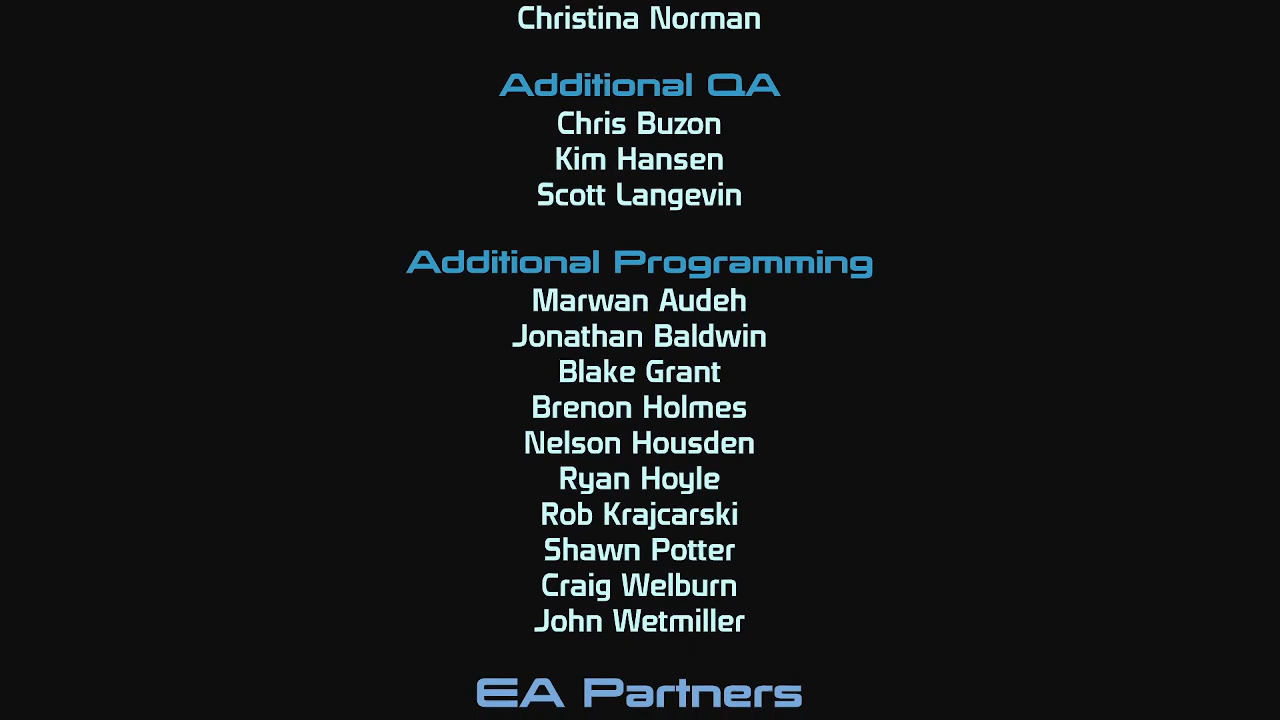 Christina Norman
Additional QA
Chris Buzon
Kim Hansen
Scott Langevin
Additional Programming
Marwan Audeh
Jonathan Baldwin
Blake Grant
Brenon Holmes
Nelson Housden
Ryan Hoyle
Rob Krajcarski
Shawn Potter
Craig Welburn
John Wetmiller
EA Partners